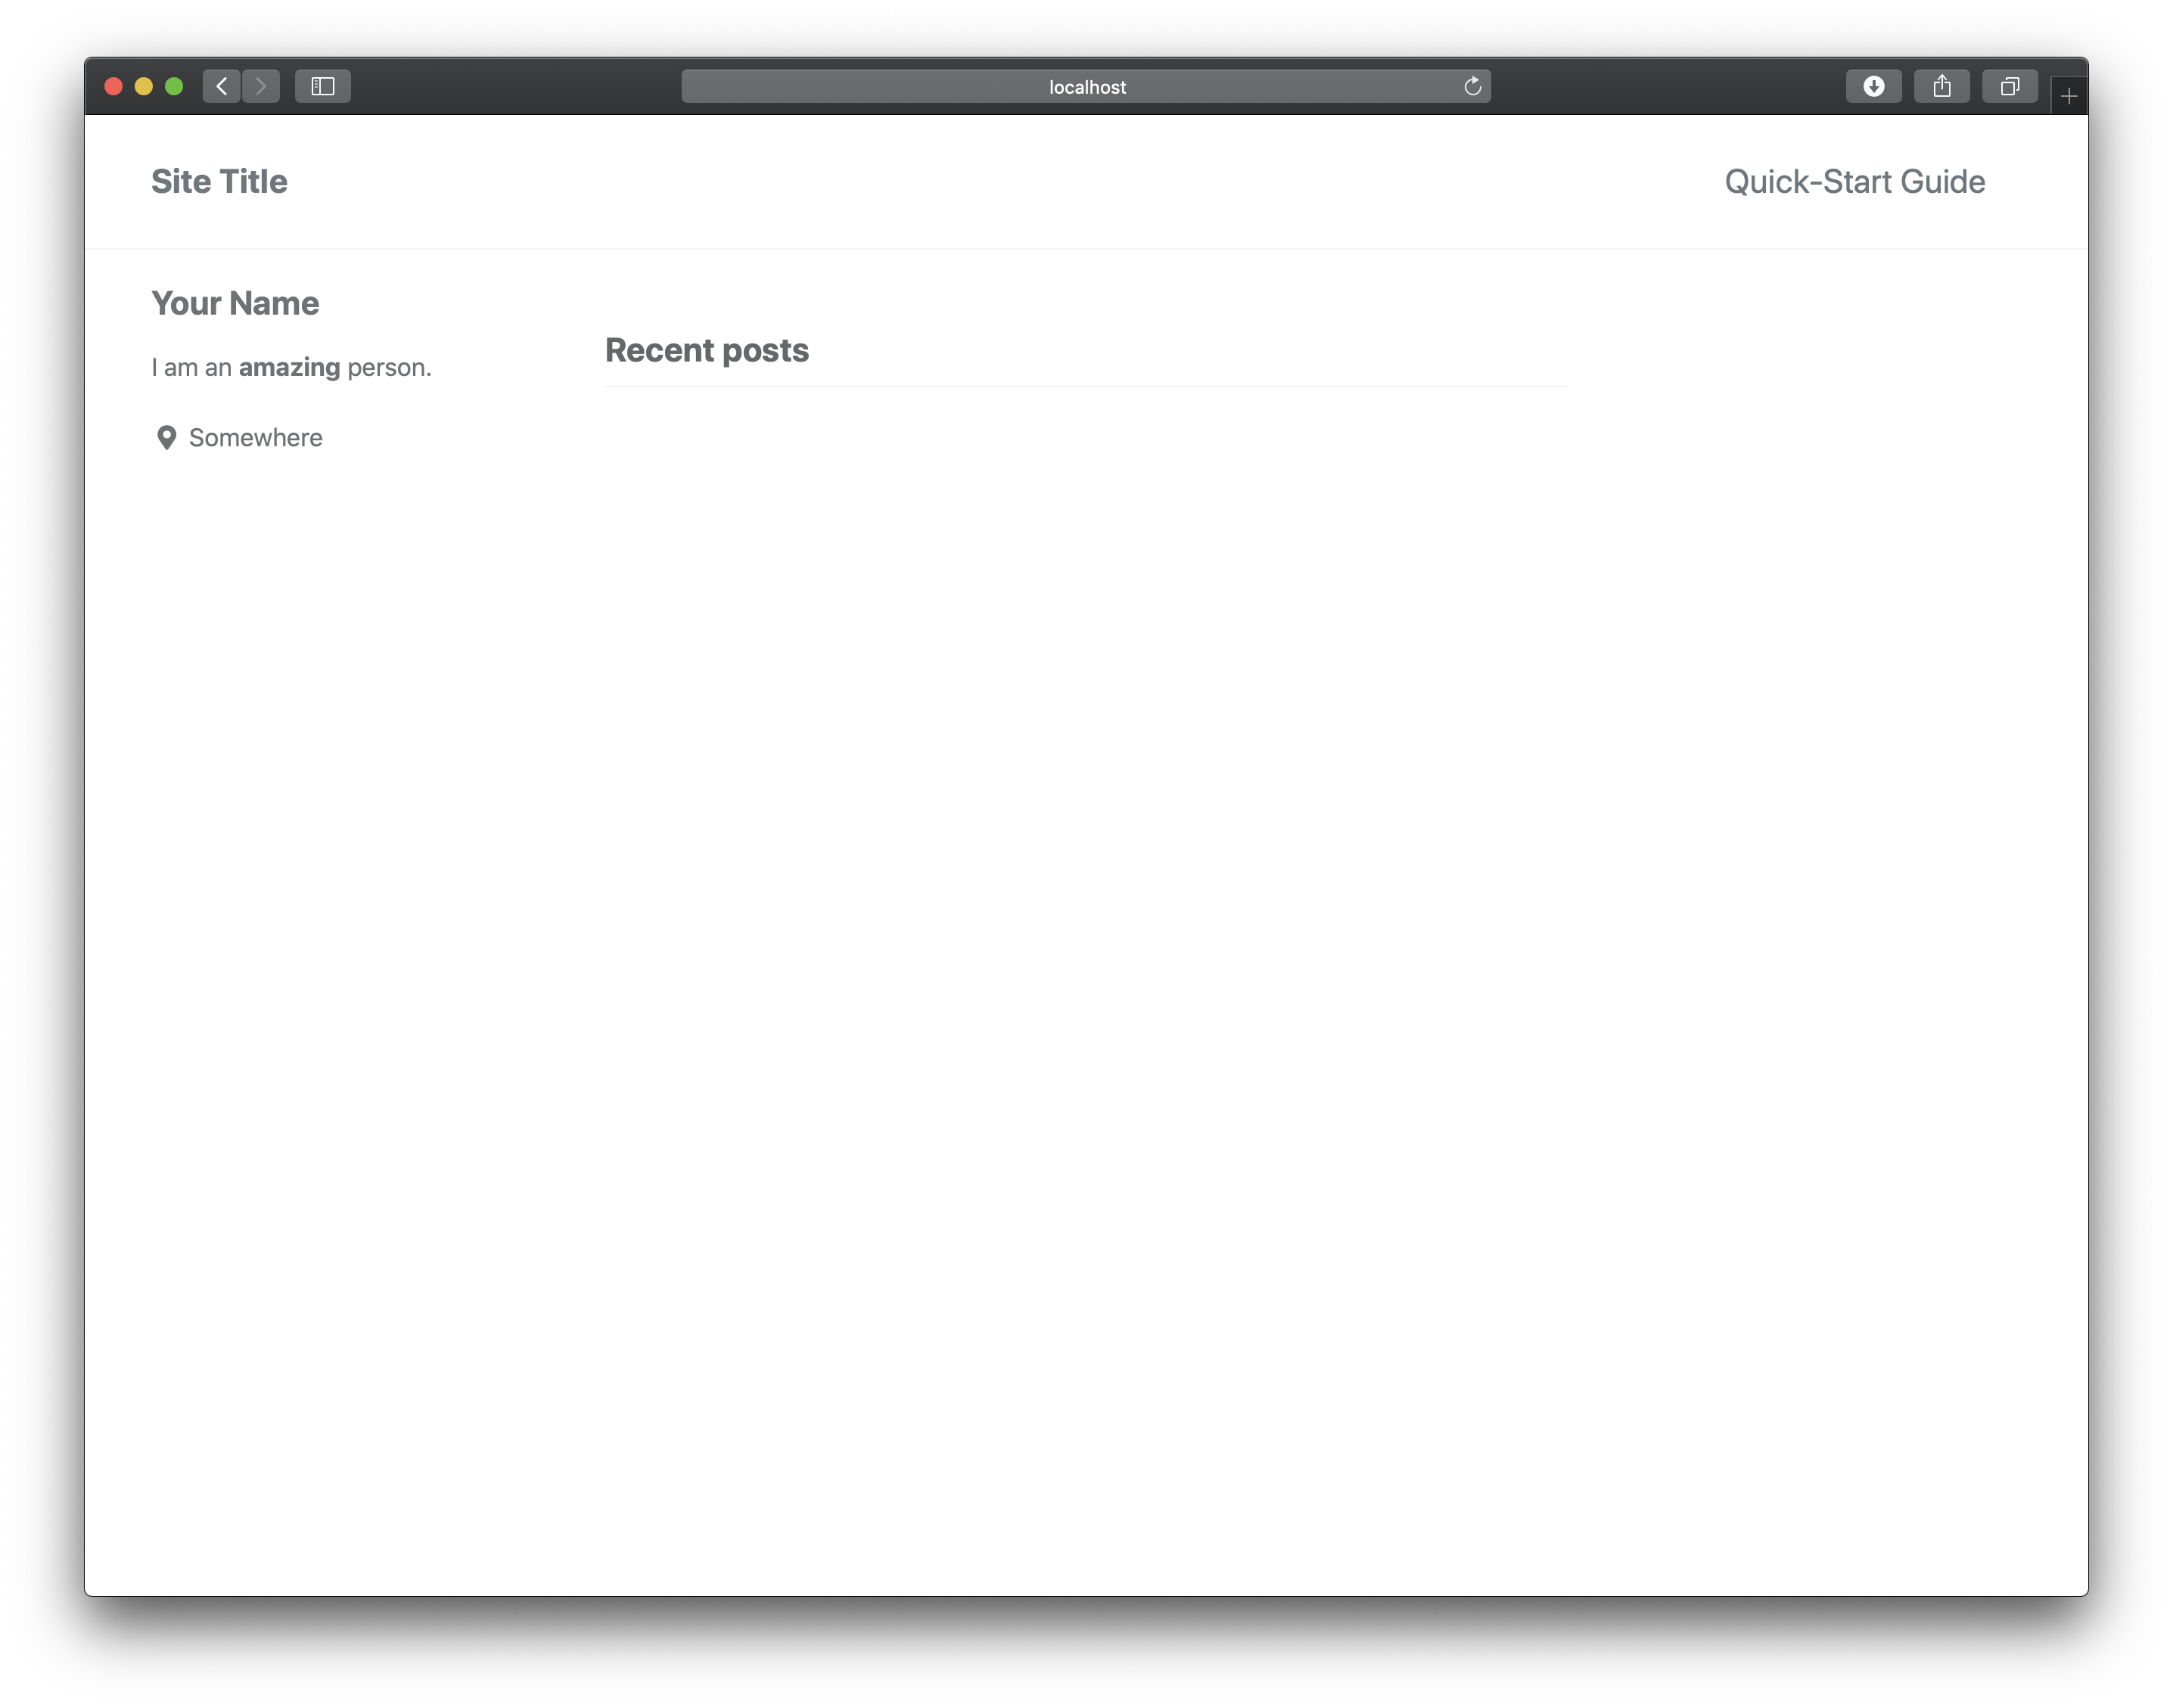 localhost
Site Title
Quick-Start Guide
Your Name
I am an amazing person.
Somewhere
Recent posts